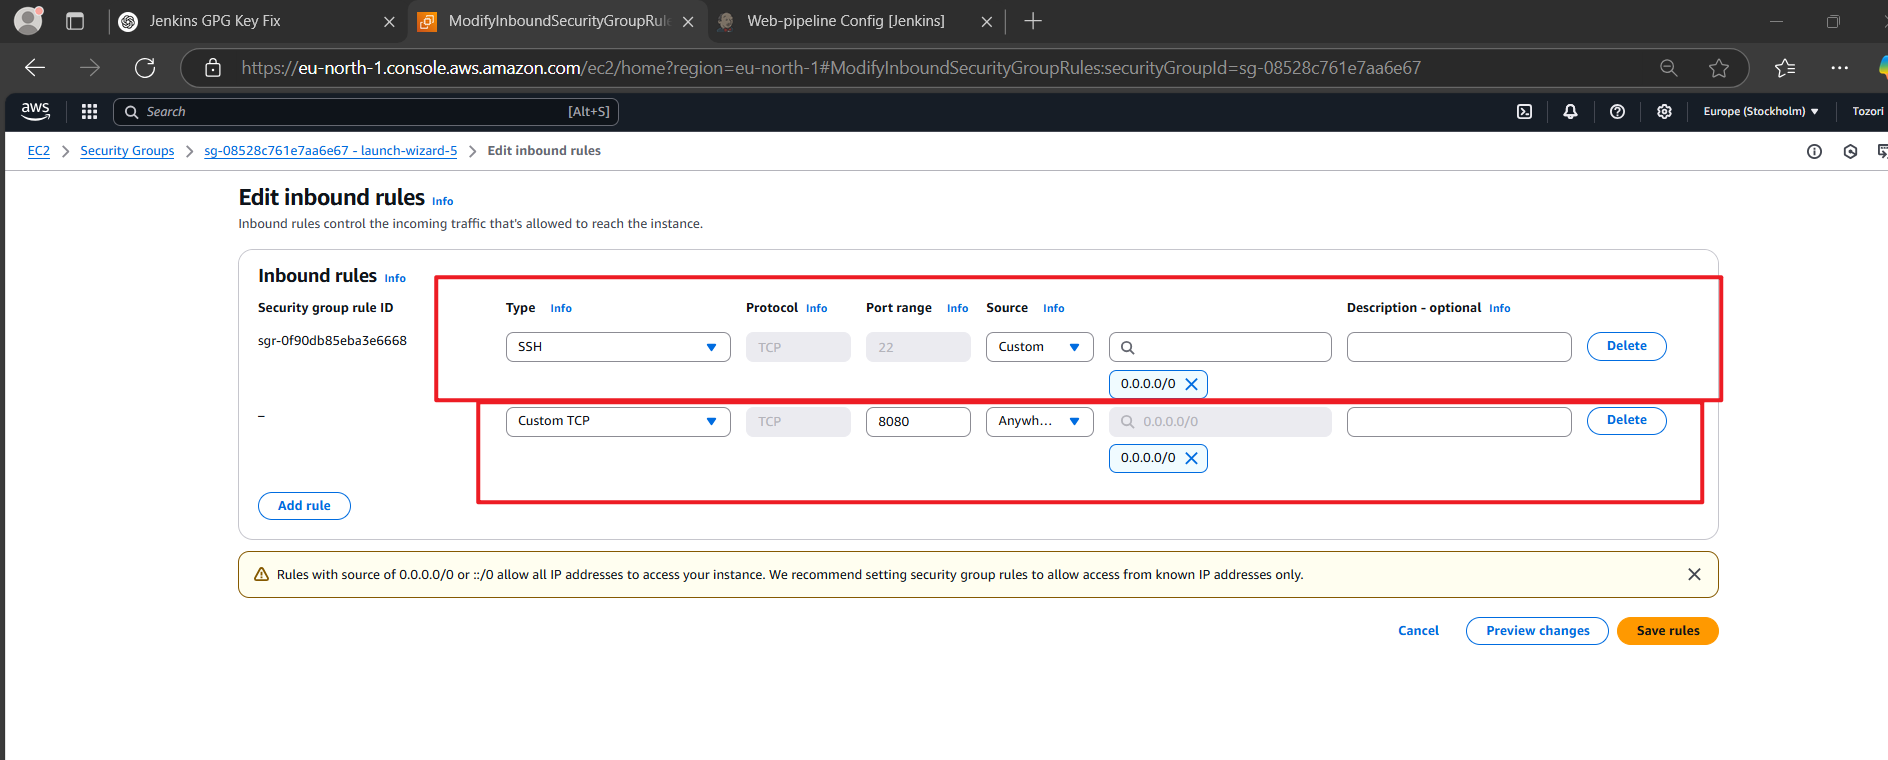 Jenkins GPG Key Fix
ModifyInboundSecurityGroupRule
Web-pipeline Config [Jenkins]
https://eu-north-1.console.aws.amazon.com/ec2/home?region=eu-north-1#ModifyInboundSecurityGroupRules:securityGroupId=sg-08528c761e7aa6e67
aws
Search
[Alt+S]
Europe (Stockholm)
Tozori
EC2
Security Groups
sg-08528c761e7aa6e67 - launch-wizard-5
Edit inbound rules
Edit inbound rules Info
Inbound rules control the incoming traffic that's allowed to reach the instance.
Inbound rules Info
Security group rule ID
Type Info
Protocol Info
Port range Info
Source Info
Description - optional Info
sgr-0f90db85eba3e6668
SSH
TCP
22
Custom
Delete
0.0.0.0/0
–
Custom TCP
TCP
8080
Anywh...
0.0.0.0/0
Delete
0.0.0.0/0
Add rule
Rules with source of 0.0.0.0/0 or ::/0 allow all IP addresses to access your instance. We recommend setting security group rules to allow access from known IP addresses only.
Cancel
Preview changes
Save rules